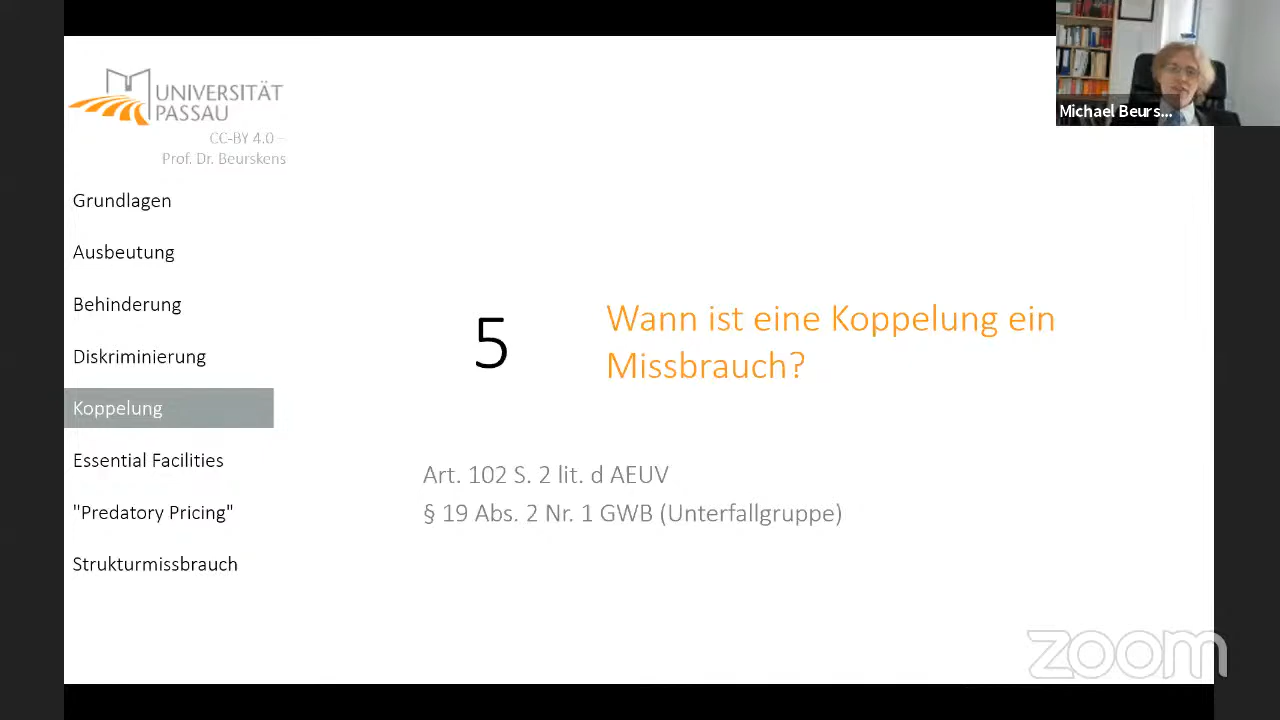 UNIVERSITÄT
PASSAU
CC-BY 4.0 –
Prof. Dr. Beurskens
Grundlagen
Ausbeutung
Behinderung
Diskriminierung
Koppelung
Essential Facilities
"Predatory Pricing"
Strukturmissbrauch
5
Wann ist eine Koppelung ein
Missbrauch?
Art. 102 S. 2 lit. d AEUV
§ 19 Abs. 2 Nr. 1 GWB (Unterfallgruppe)
Michael Beurs...
zoom